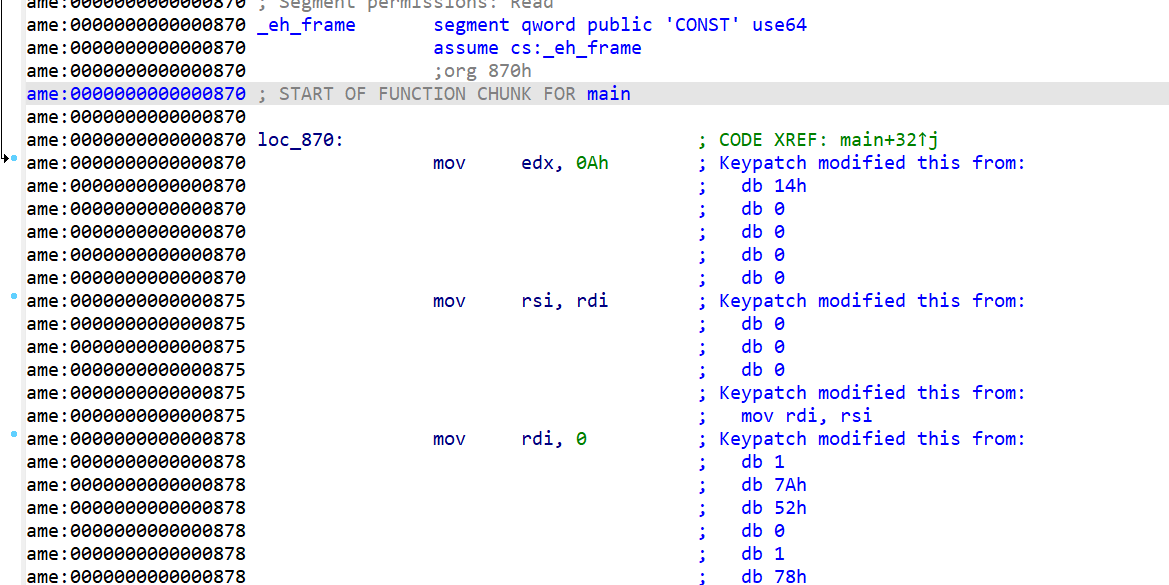 ame:0000000000000870 ; Segment permissions: Read
ame:0000000000000870 _eh_frame segment qword public 'CONST' use64
ame:0000000000000870 assume cs:_eh_frame
ame:0000000000000870 ;org 870h
ame:0000000000000870 ; START OF FUNCTION CHUNK FOR main
ame:0000000000000870
ame:0000000000000870 loc_870: ; CODE XREF: main+32↑j
ame:0000000000000870 mov edx, 0Ah ; Keypatch modified this from:
ame:0000000000000870 ; db 14h
ame:0000000000000870 ; db 0
ame:0000000000000870 ; db 0
ame:0000000000000870 ; db 0
ame:0000000000000870 ; db 0
ame:0000000000000875 mov rsi, rdi ; Keypatch modified this from:
ame:0000000000000875 ; db 0
ame:0000000000000875 ; db 0
ame:0000000000000875 ; db 0
ame:0000000000000875 ; Keypatch modified this from:
ame:0000000000000875 ; mov rdi, rsi
ame:0000000000000878 mov rdi, 0 ; Keypatch modified this from:
ame:0000000000000878 ; db 1
ame:0000000000000878 ; db 7Ah
ame:0000000000000878 ; db 52h
ame:0000000000000878 ; db 0
ame:0000000000000878 ; db 1
ame:0000000000000878 ; db 78h